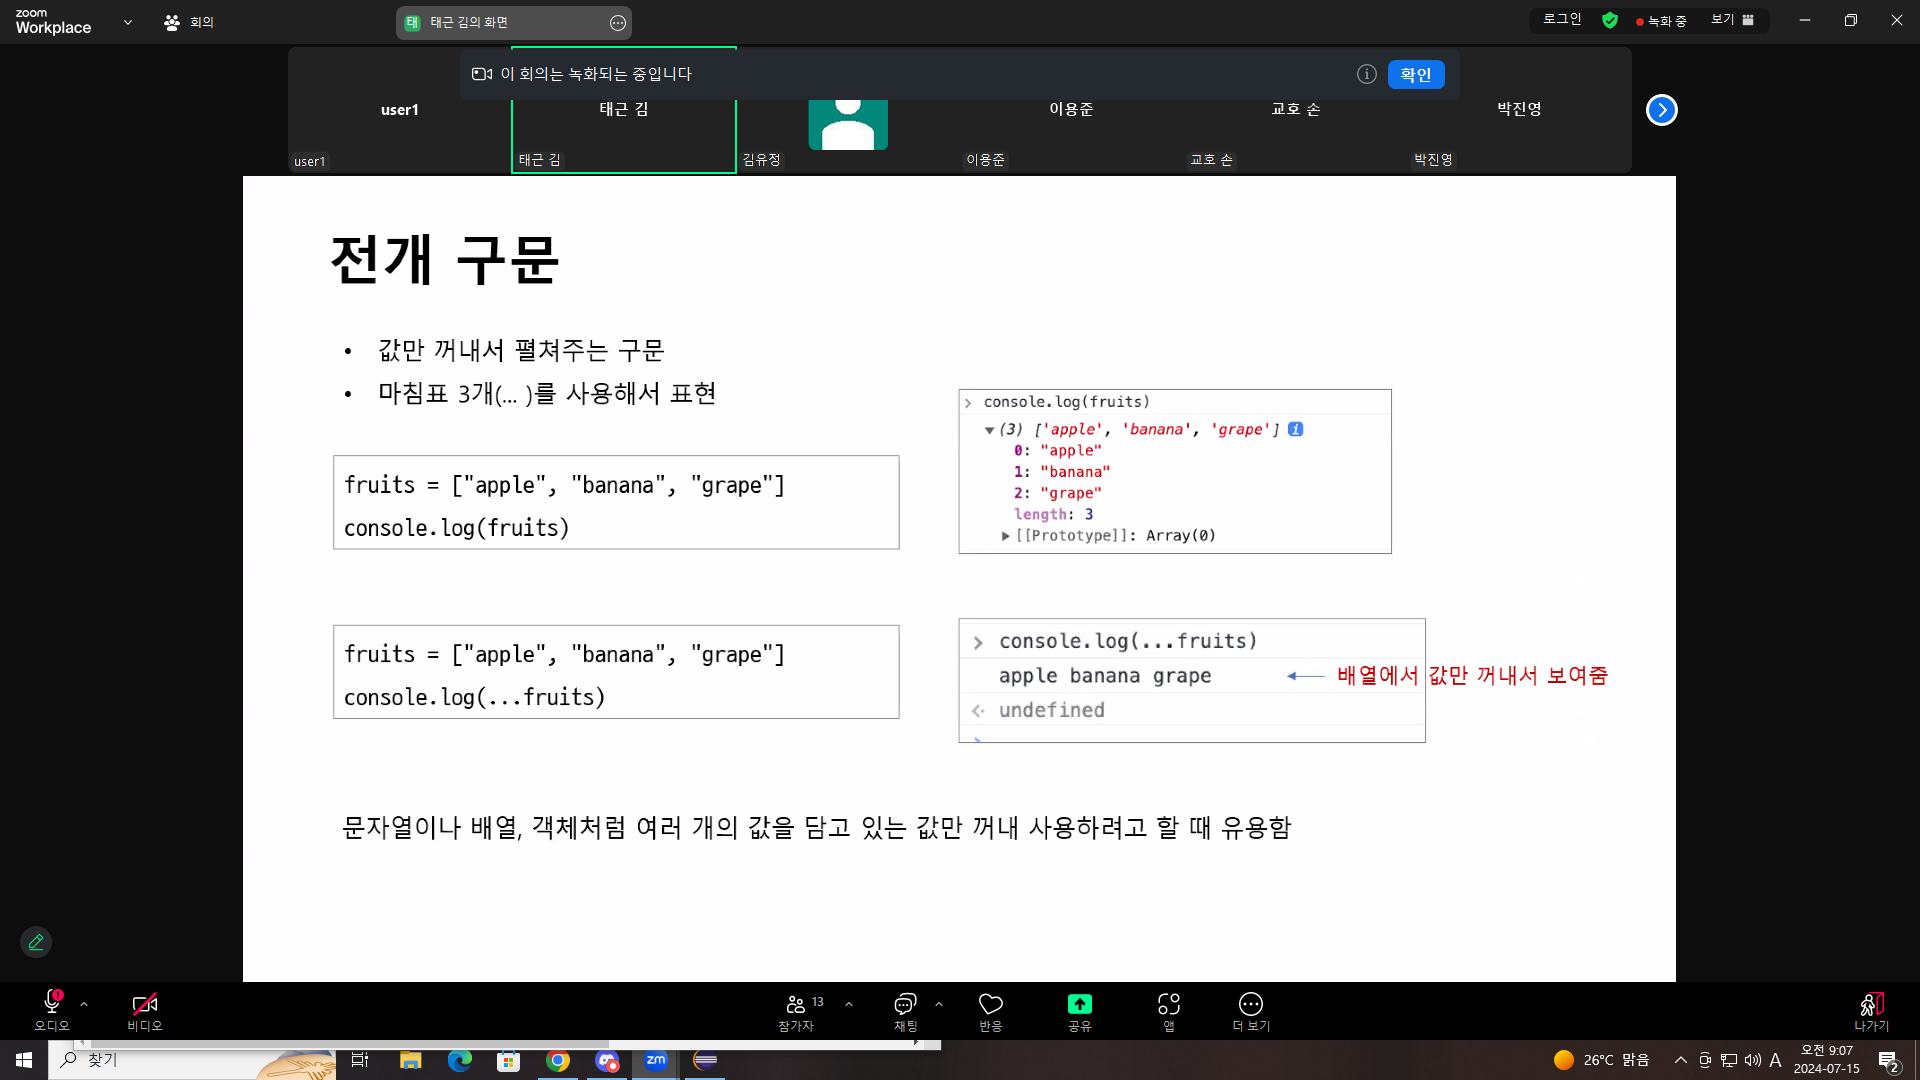 zoom
Workplace
회의
태 태근 김의 화면
로그인
녹화 중
보기
이 회의는 녹화되는 중입니다
확인
user1
태근 김
이용준
교호 손
박진영
user1
태근 김
김유정
이용준
교호 손
박진영
전개 구문
• 값만 꺼내서 펼쳐주는 구문
• 마침표 3개(... )를 사용해서 표현
fruits = ["apple", "banana", "grape"]
console.log(fruits)
> console.log(fruits)
▼(3) ['apple', 'banana', 'grape'] i
0: "apple"
1: "banana"
2: "grape"
length: 3
▶[[Prototype]]: Array(0)
fruits = ["apple", "banana", "grape"]
console.log(...fruits)
> console.log(...fruits)
apple banana grape
배열에서 값만 꺼내서 보여줌
undefined
문자열이나 배열, 객체처럼 여러 개의 값을 담고 있는 값만 꺼내 사용하려고 할 때 유용함
오디오
비디오
참가자 13
채팅
반응
공유
앱
더 보기
나가기
찾기
zm
26°C 맑음
A
오전 9:07
2024-07-15
2